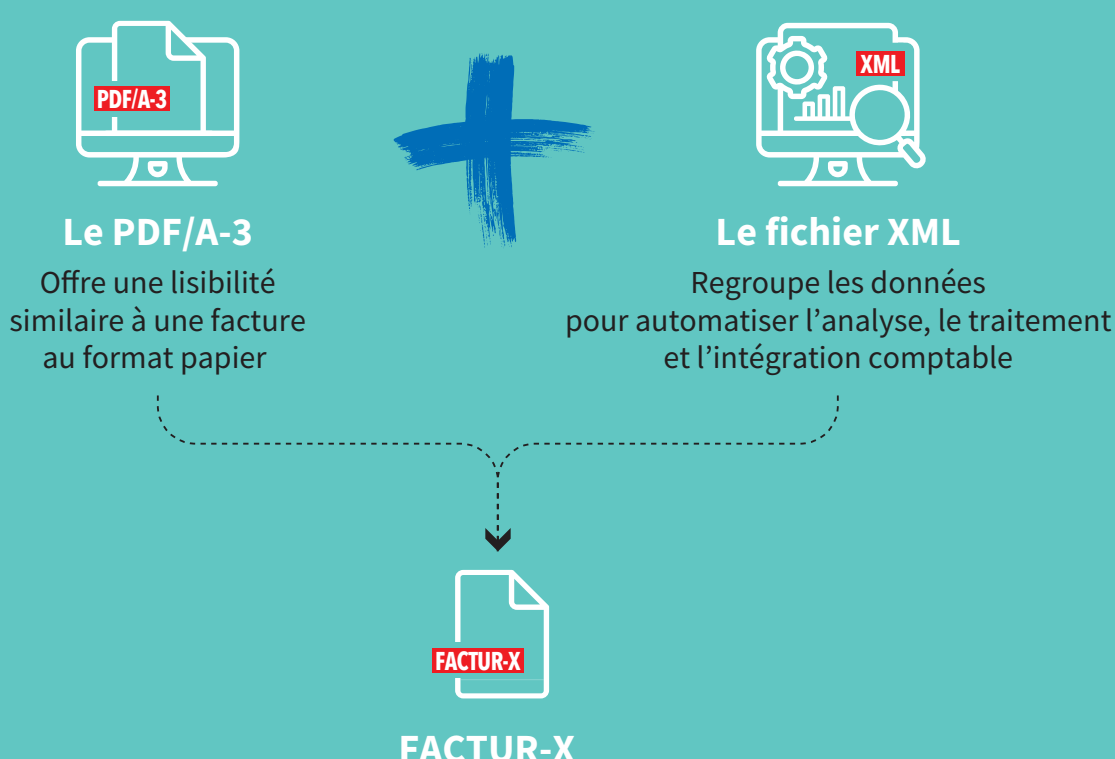 PDF/A-3
XML
Le PDF/A-3
Offre une lisibilité
similaire à une facture
au format papier
Le fichier XML
Regroupe les données
pour automatiser l’analyse, le traitement
et l’intégration comptable
FACTUR-X
FACTUR-X